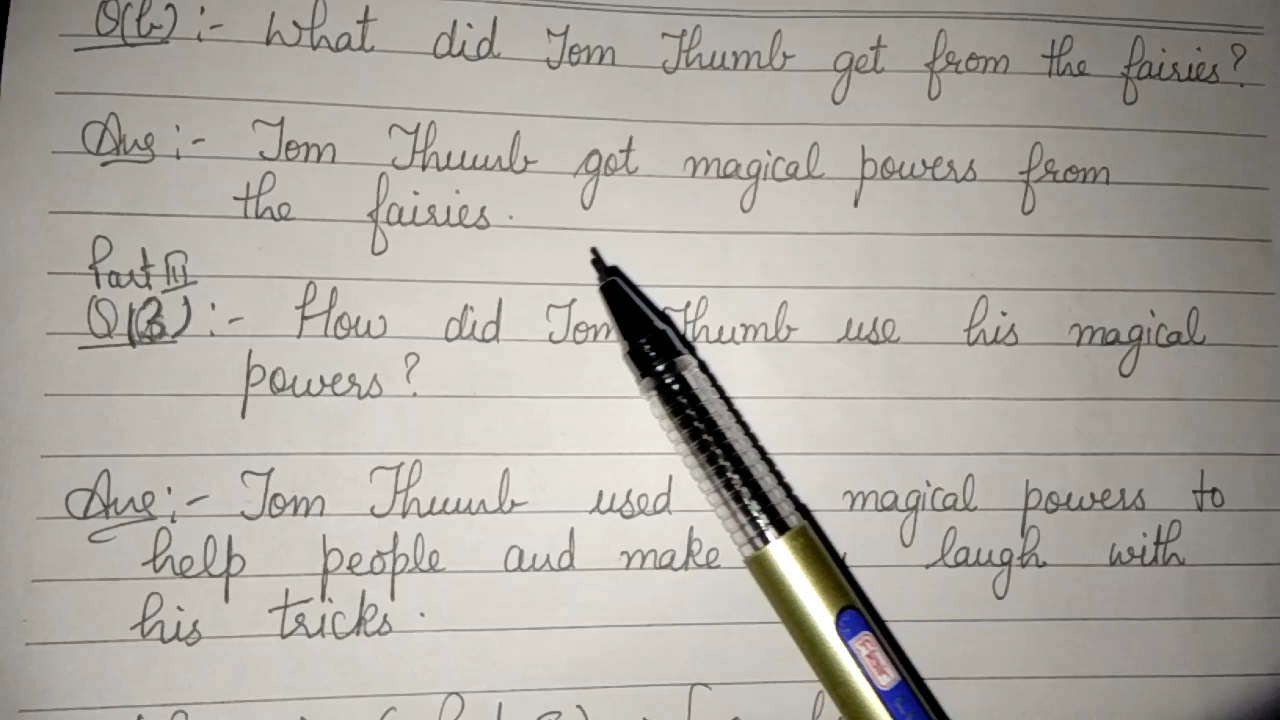 Q(b):- What did Tom Thumb get from the fairies?
Ans:- Tom Thumb got magical powers from
the fairies.
Part III
Q(3):- How did Tom Thumb use his magical
powers?
Ans:- Tom Thumb used magical powers to
help people and make laugh with
his tricks.
Flair